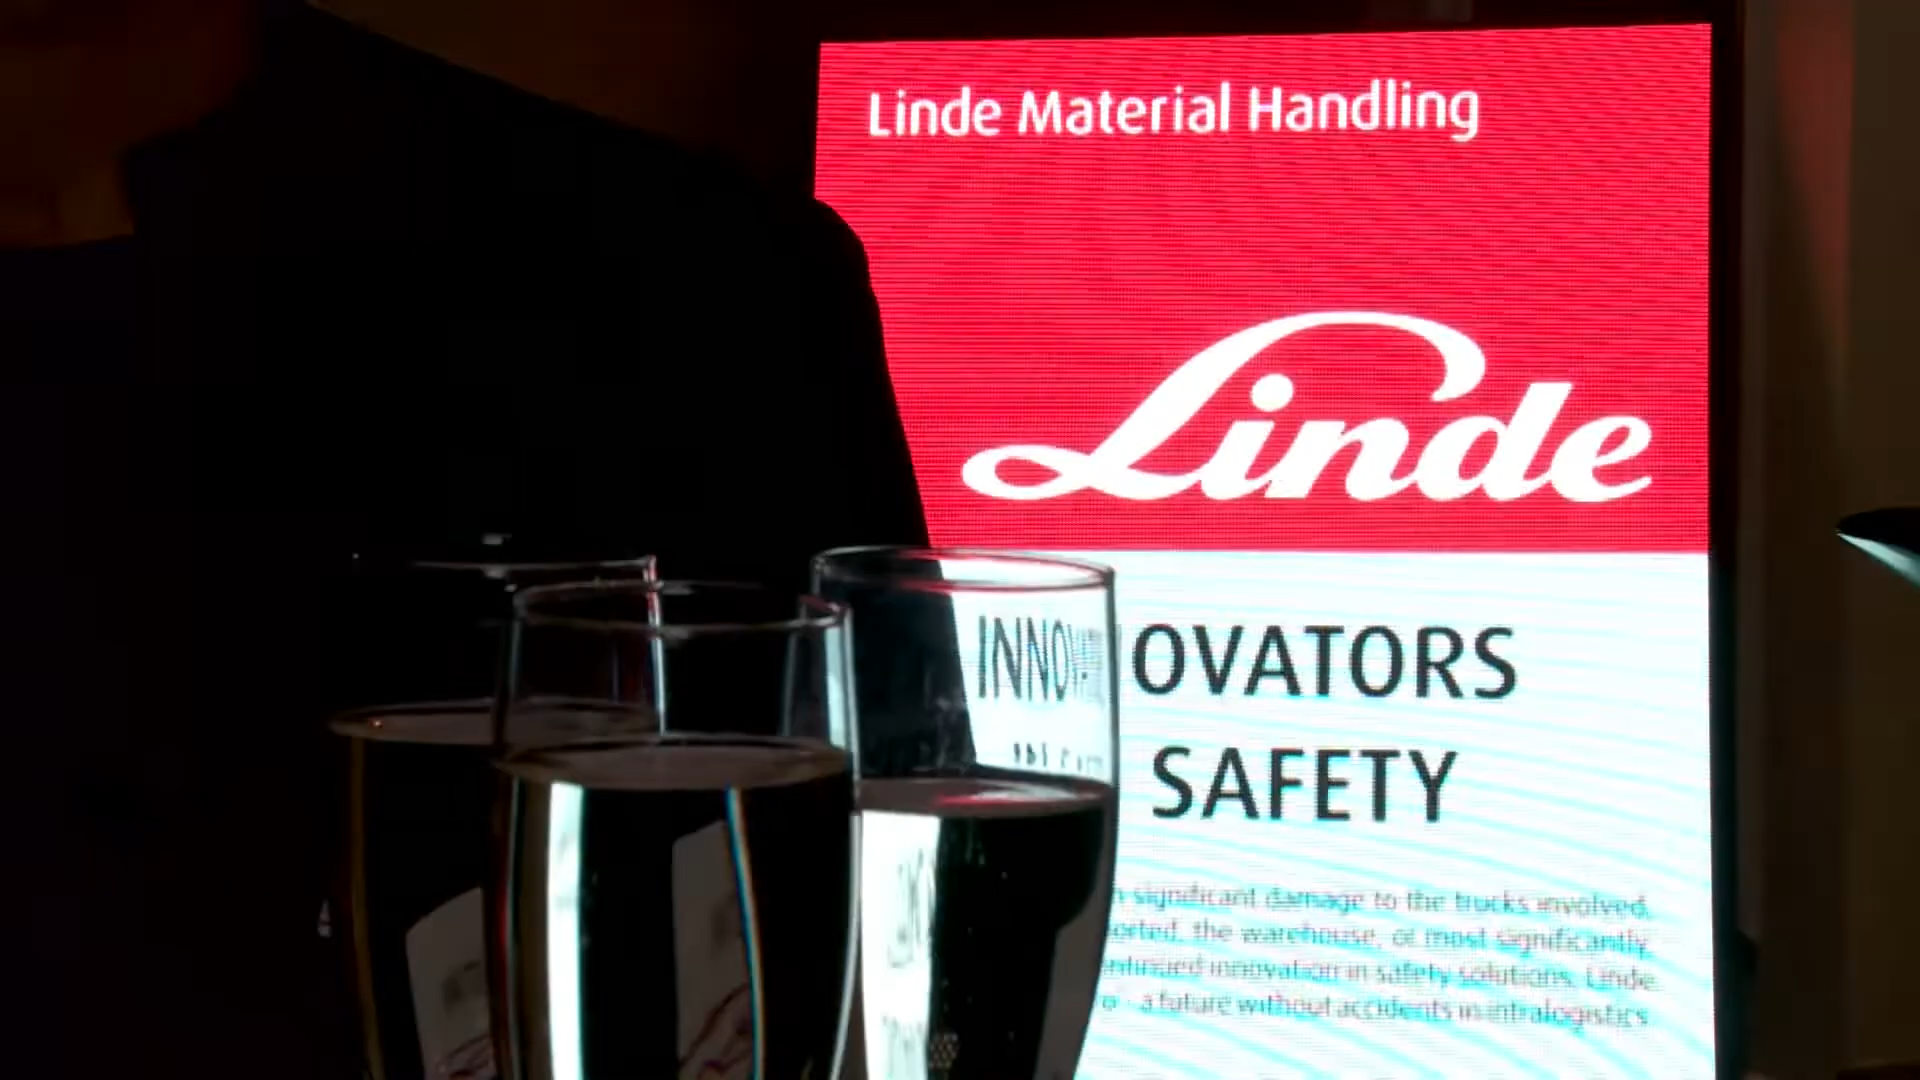 Linde Material Handling
Linde
INNOVATORS
SAFETY
significant damage to the trucks involved,
the warehouse, or most significantly
innovation in safety solutions, Linde
a future without accidents in intralogistics